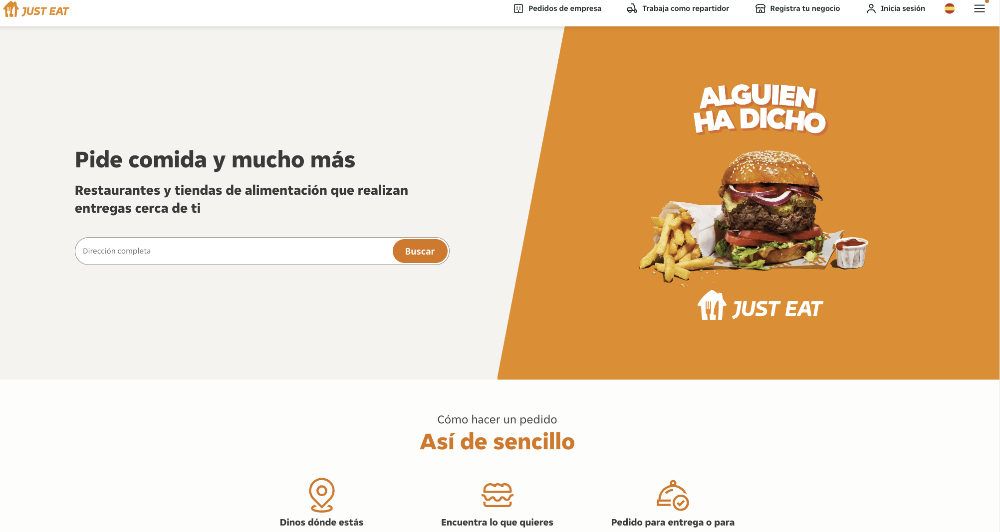 JUST EAT
Pedidos de empresa
Trabaja como repartidor
Registra tu negocio
Inicia sesión
Pide comida y mucho más
Restaurantes y tiendas de alimentación que realizan
entregas cerca de ti
Dirección completa
Buscar
ALGUIEN
HA DICHO
JUST EAT
Cómo hacer un pedido
Así de sencillo
Dinos dónde estás
Encuentra lo que quieres
Pedido para entrega o para